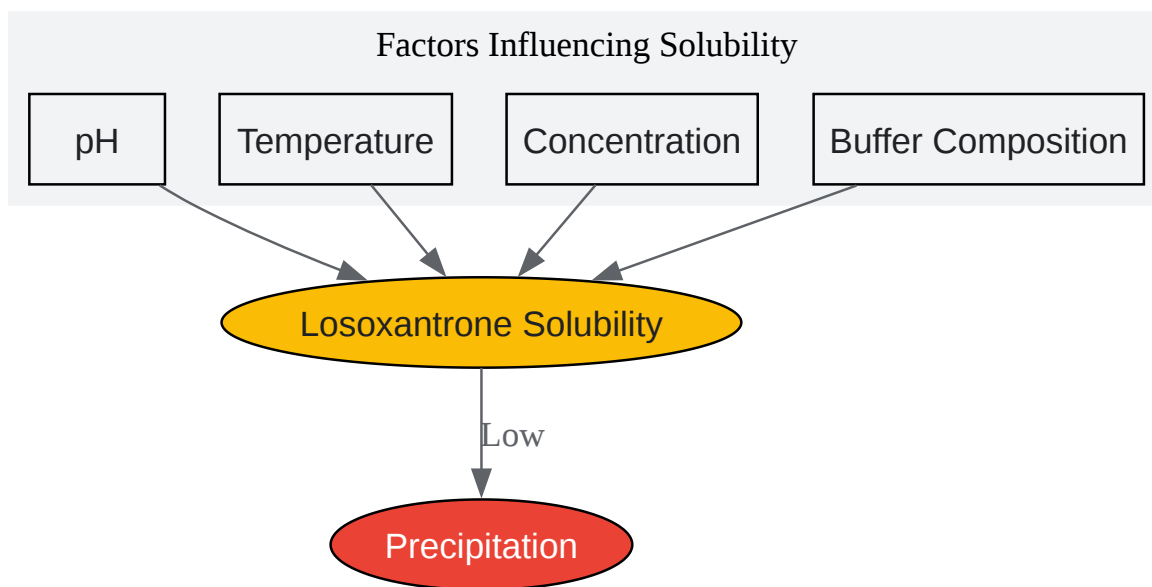 Factors Influencing Solubility
pH
Temperature
Concentration
Buffer Composition
Losoxantrone Solubility
Low
Precipitation